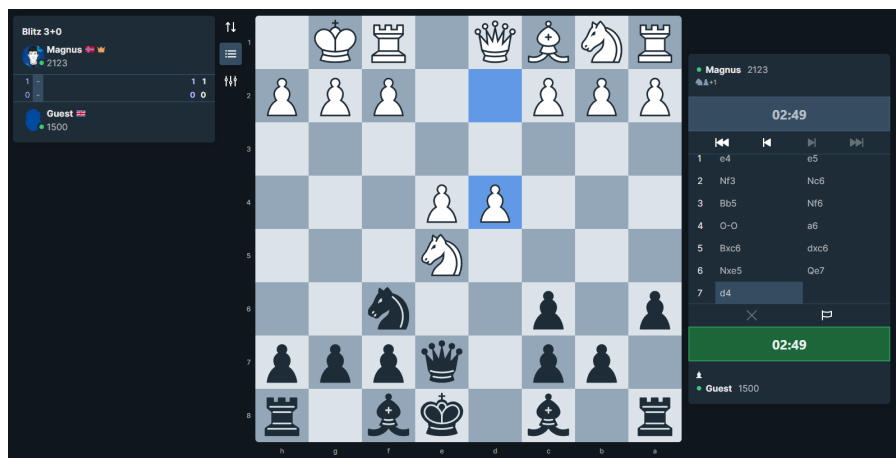 Blitz 3+0
Magnus
2123
1 - 1 1
0 - 0 0
Guest
1500
1
2
3
4
5
6
7
8
h g f e d c b a
Magnus 2123
+1
02:49
1 e4 e5
2 Nf3 Nc6
3 Bb5 Nf6
4 O-O a6
5 Bxc6 dxc6
6 Nxe5 Qe7
7 d4
02:49
Guest 1500